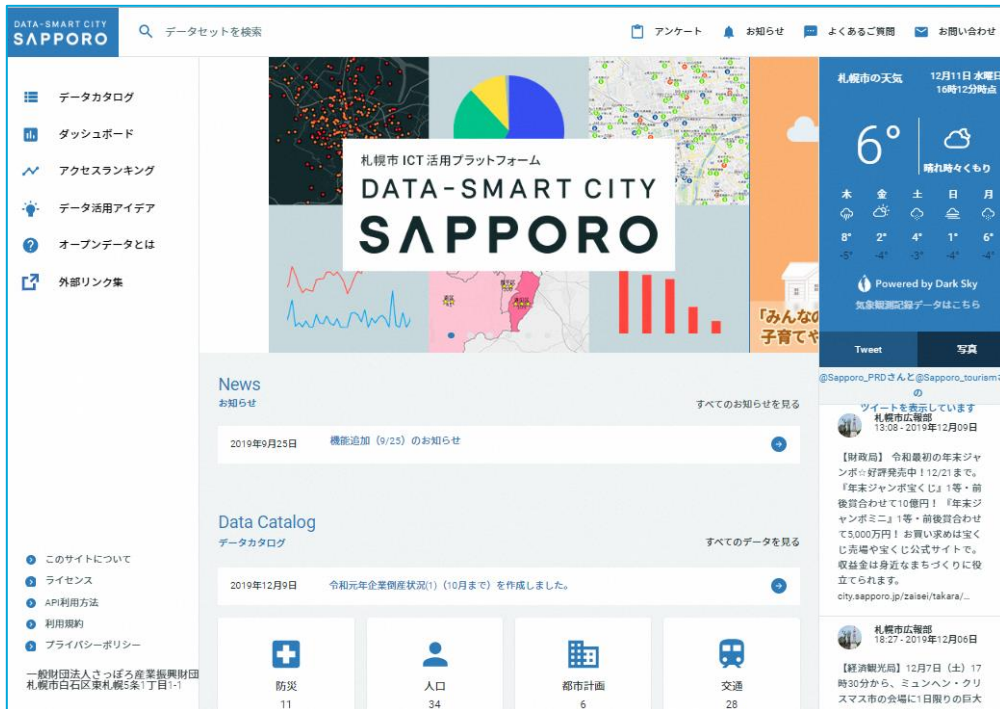 DATA-SMART CITY
SAPPORO
データセットを検索
アンケート
お知らせ
よくあるご質問
お問い合わせ
データカタログ
ダッシュボード
アクセスランキング
データ活用アイデア
オープンデータとは
外部リンク集
このサイトについて
ライセンス
API利用方法
利用規約
プライバシーポリシー
一般財団法人さっぽろ産業振興財団
札幌市白石区東札幌5条1丁目1-1
札幌市 ICT 活用プラットフォーム
DATA-SMART CITY
SAPPORO
「みんなの
子育てや
News
お知らせ
すべてのお知らせを見る
2019年9月25日 機能追加（9/25）のお知らせ
Data Catalog
データカタログ
すべてのデータを見る
2019年12月9日 令和元年企業倒産状況(1)（10月まで）を作成しました。
防災
11
人口
34
都市計画
6
交通
28
札幌市の天気
12月11日 水曜日
16時12分時点
6°
晴れ時々くもり
木 金 土 日 月
8° 2° 4° 1° 6°
-5° -4° -3° -4° -4°
Powered by Dark Sky
気象観測記録データはこちら
Tweet
写真
@Sapporo_PRDさんと@Sapporo_tourismさ
の
ツイートを表示しています
札幌市広報部
13:08 - 2019年12月09日
【財政局】 令和最初の年末ジャ
ンボ☆好評発売中！12/21まで。
『年末ジャンボ宝くじ』1等・前
後賞合わせて10億円！ 『年末ジ
ャンボミニ』1等・前後賞合わせ
て5,000万円！ お買い求めは宝く
じ売場や宝くじ公式サイトで。
収益金は身近なまちづくりに役
立てられます。
city.sapporo.jp/zaisei/takara/…
札幌市広報部
18:27 - 2019年12月06日
【経済観光局】12月7日（土）17
時30分から、ミュンヘン・クリ
スマス市の会場に1日限りの巨大